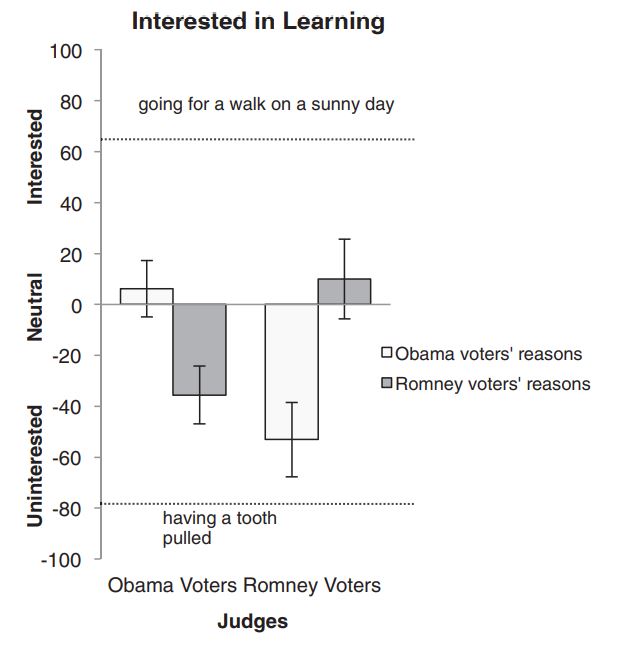 Interested in Learning
100
80
60
40
20
0
-20
-40
-60
-80
-100
Interested
Neutral
Uninterested
going for a walk on a sunny day
Obama voters' reasons
Romney voters' reasons
having a tooth
pulled
Obama Voters Romney Voters
Judges